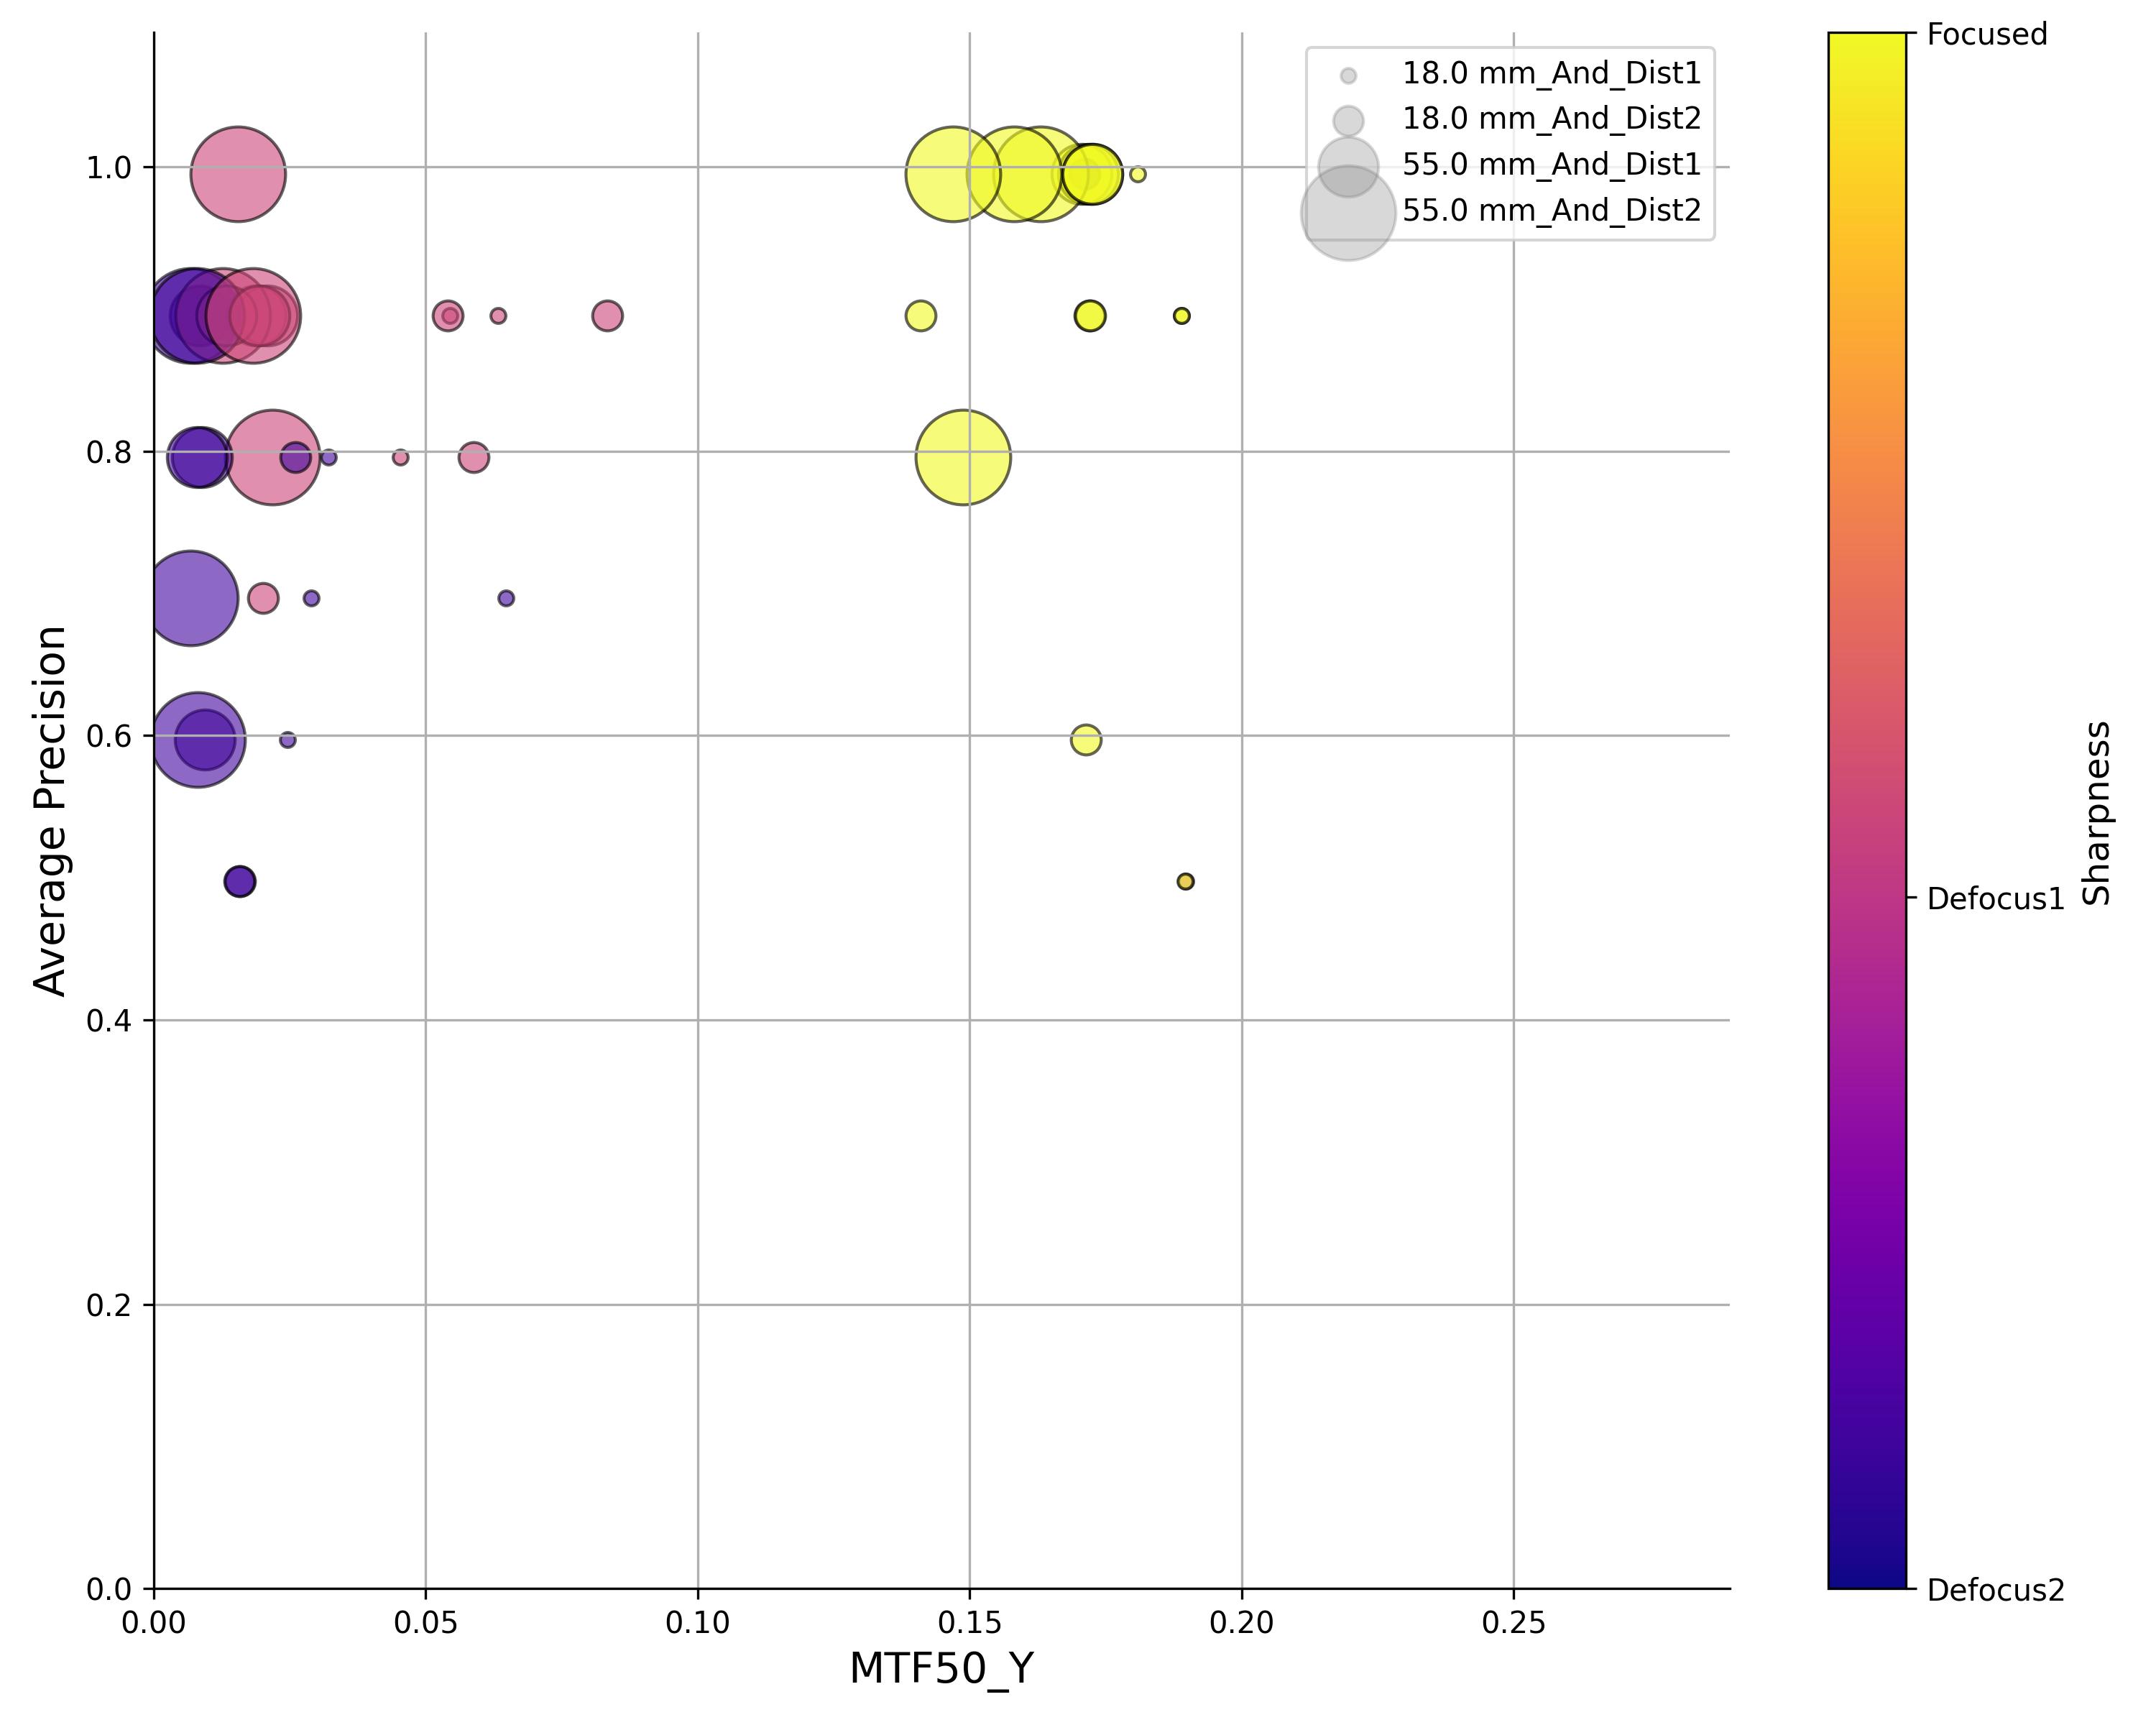 18.0 mm_And_Dist1
18.0 mm_And_Dist2
55.0 mm_And_Dist1
55.0 mm_And_Dist2
Average Precision
1.0
0.8
0.6
0.4
0.2
0.0
0.00
0.05
0.10
0.15
0.20
0.25
MTF50_Y
Focused
Defocus1
Defocus2
Sharpness